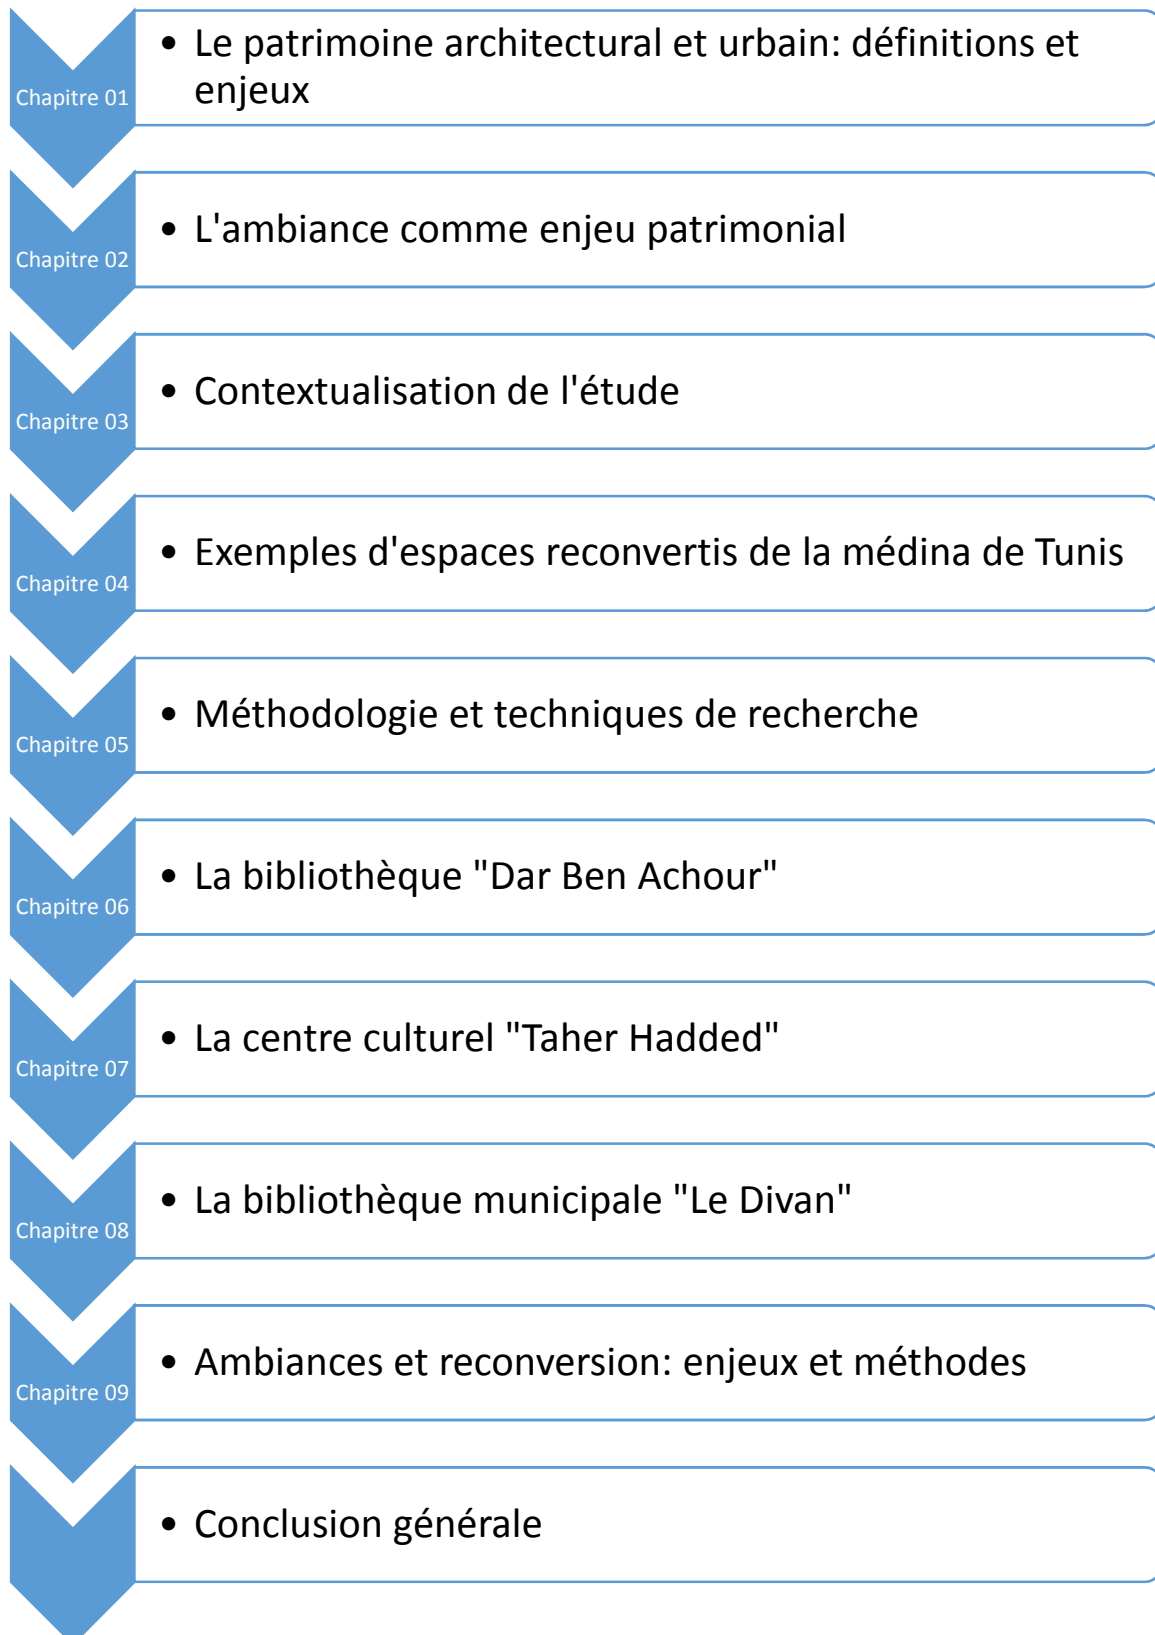 Chapitre 01
• Le patrimoine architectural et urbain: définitions et
enjeux
Chapitre 02
• L'ambiance comme enjeu patrimonial
Chapitre 03
• Contextualisation de l'étude
Chapitre 04
• Exemples d'espaces reconvertis de la médina de Tunis
Chapitre 05
• Méthodologie et techniques de recherche
Chapitre 06
• La bibliothèque "Dar Ben Achour"
Chapitre 07
• La centre culturel "Taher Hadded"
Chapitre 08
• La bibliothèque municipale "Le Divan"
Chapitre 09
• Ambiances et reconversion: enjeux et méthodes
• Conclusion générale